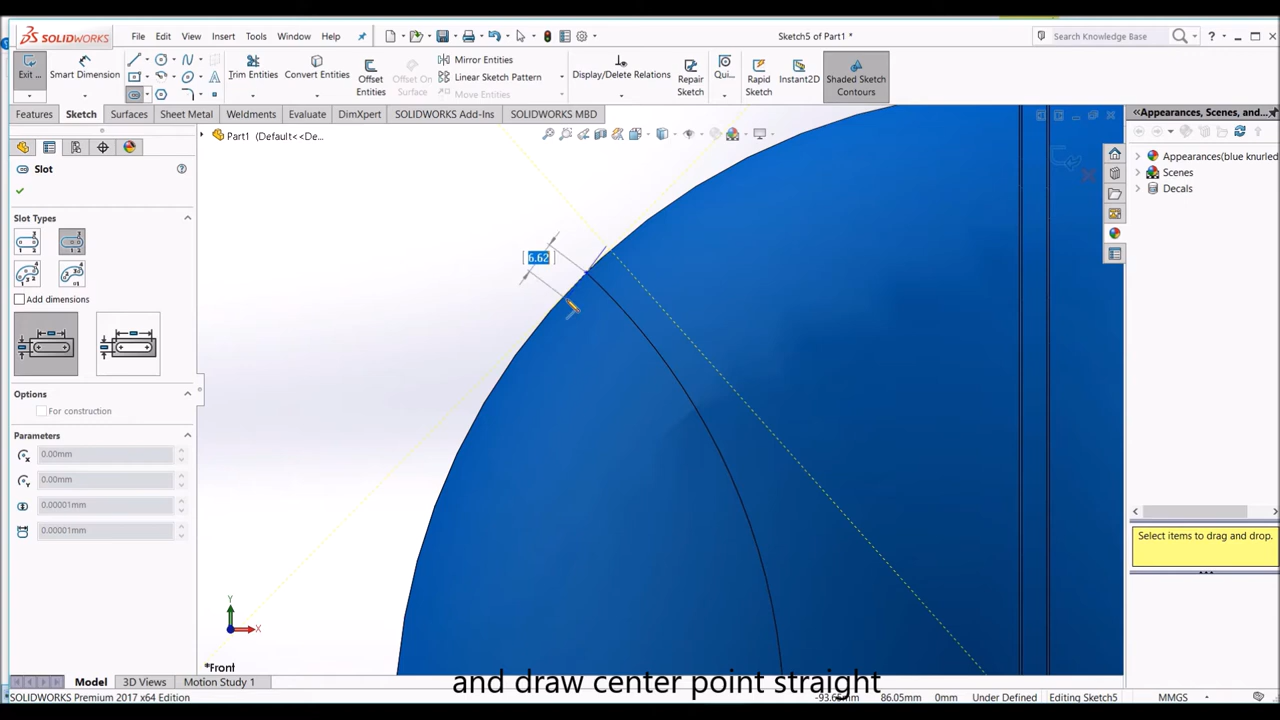 SOLIDWORKS
File Edit View Insert Tools Window Help
Sketch5 of Part1 *
Search Knowledge Base
Exit ...
Smart Dimension
Trim Entities
Convert Entities
Offset Entities
Offset On Surface
Mirror Entities
Linear Sketch Pattern
Move Entities
Display/Delete Relations
Repair Sketch
Qui...
Rapid Sketch
Instant2D
Shaded Sketch Contours
Features Sketch Surfaces Sheet Metal Weldments Evaluate DimXpert SOLIDWORKS Add-Ins SOLIDWORKS MBD
Part1 (Default<<De...
«Appearances, Scenes, and...
Appearances(blue knurled
Scenes
Decals
Slot
Slot Types
Add dimensions
Options
For construction
Parameters
0.00mm
0.00mm
0.00001mm
0.00001mm
6.62
Select items to drag and drop.
Y
X
*Front
and draw center point straight
Model 3D Views Motion Study 1
SOLIDWORKS Premium 2017 x64 Edition
-93.65mm 86.05mm 0mm Under Defined Editing Sketch5 MMGS